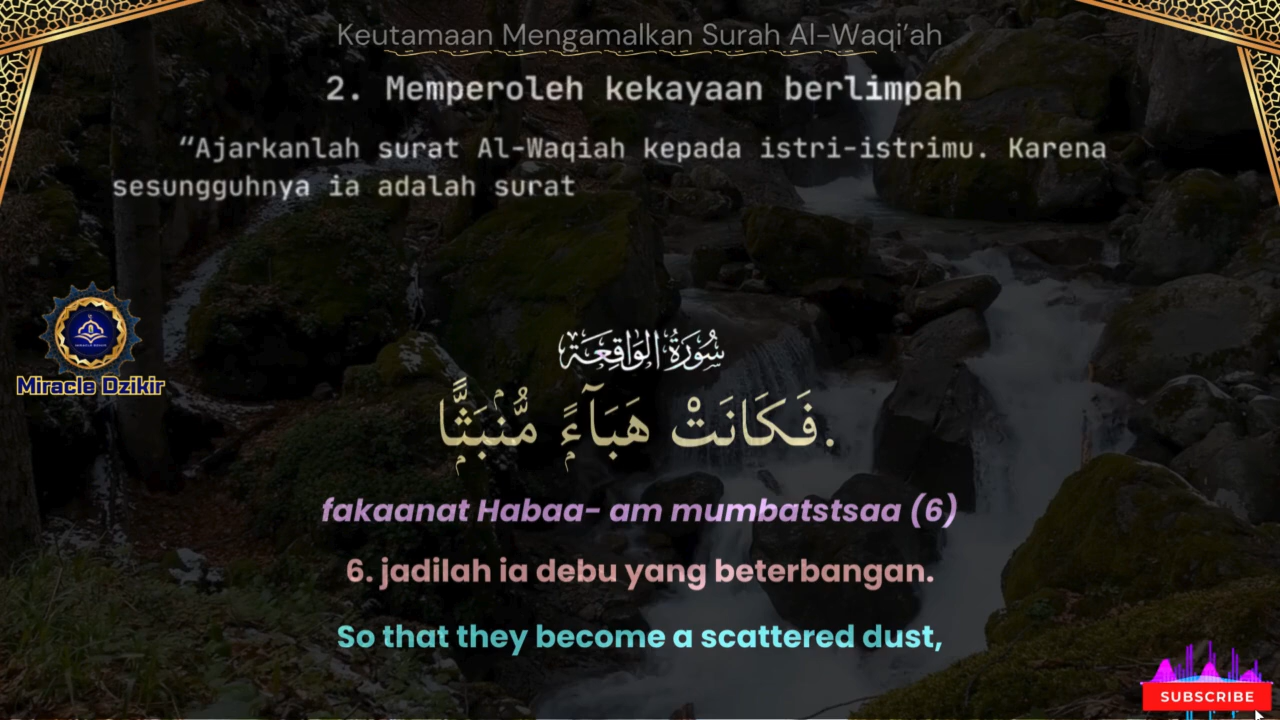 Keutamaan Mengamalkan Surah Al-Waqi’ah
2. Memperoleh kekayaan berlimpah
“Ajarkanlah surat Al-Waqiah kepada istri-istrimu. Karena
sesungguhnya ia adalah surat
سُوْرَةُ الوَاقِعَة
Miracle Dzikir
فَكَانَتْ هَبَآءً مُّنْۢبَثًّاۙ.
fakaanat Habaa- am mumbatstsaa (6)
6. jadilah ia debu yang beterbangan.
So that they become a scattered dust,
SUBSCRIBE